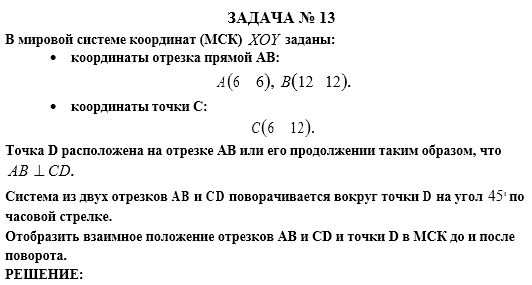 ЗАДАЧА № 13
В мировой системе координат (МСК) XOY заданы:
• координаты отрезка прямой АВ:
A(6 6), B(12 12).
• координаты точки С:
C(6 12).
Точка D расположена на отрезке АВ или его продолжении таким образом, что
AB ⊥ CD.
Система из двух отрезков АВ и CD поворачивается вокруг точки D на угол 45' по
часовой стрелке.
Отобразить взаимное положение отрезков АВ и CD и точки D в МСК до и после
поворота.
РЕШЕНИЕ: